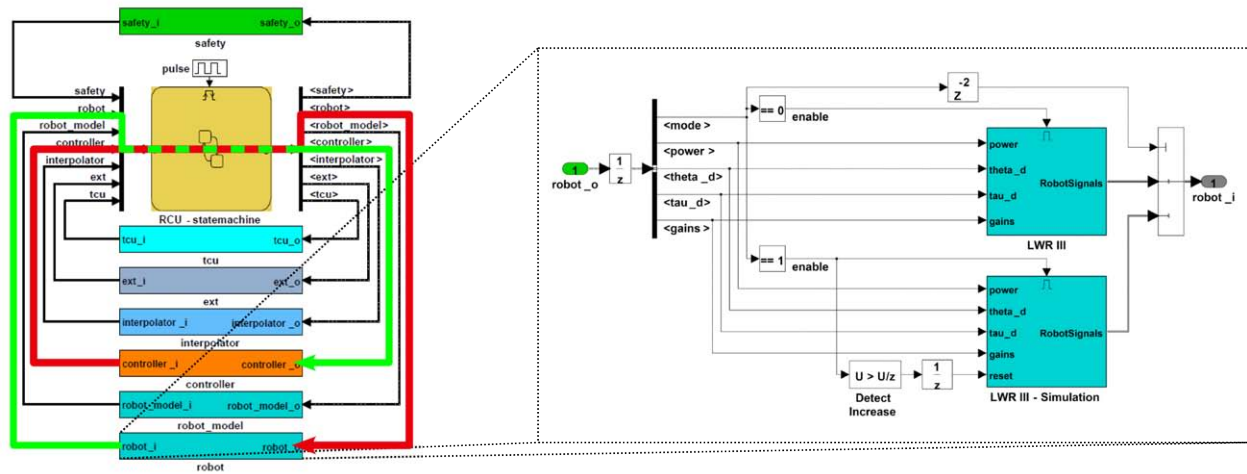 safety_i
safety_o
safety
pulse
safety
robot
robot_model
controller
interpolator
ext
tcu
<safety>
<robot>
<robot_model>
<controller>
<interpolator>
<ext>
<tcu>
RCU - statemachine
tcu_i
tcu_o
tcu
ext_i
ext_o
ext
interpolator _i
interpolator _o
interpolator
controller _i
controller _o
controller
robot_model_i
robot_model_o
robot_model
robot_i
robot_
robot
1
robot _o
1
z
<mode >
<power >
<theta _d>
<tau_d>
<gains >
== 0
enable
-2
Z
power
theta_d
tau_d
gains
RobotSignals
LWR III
1
robot _i
== 1
enable
power
theta_d
tau_d
gains
reset
RobotSignals
LWR III - Simulation
U > U/z
Detect
Increase
1
z